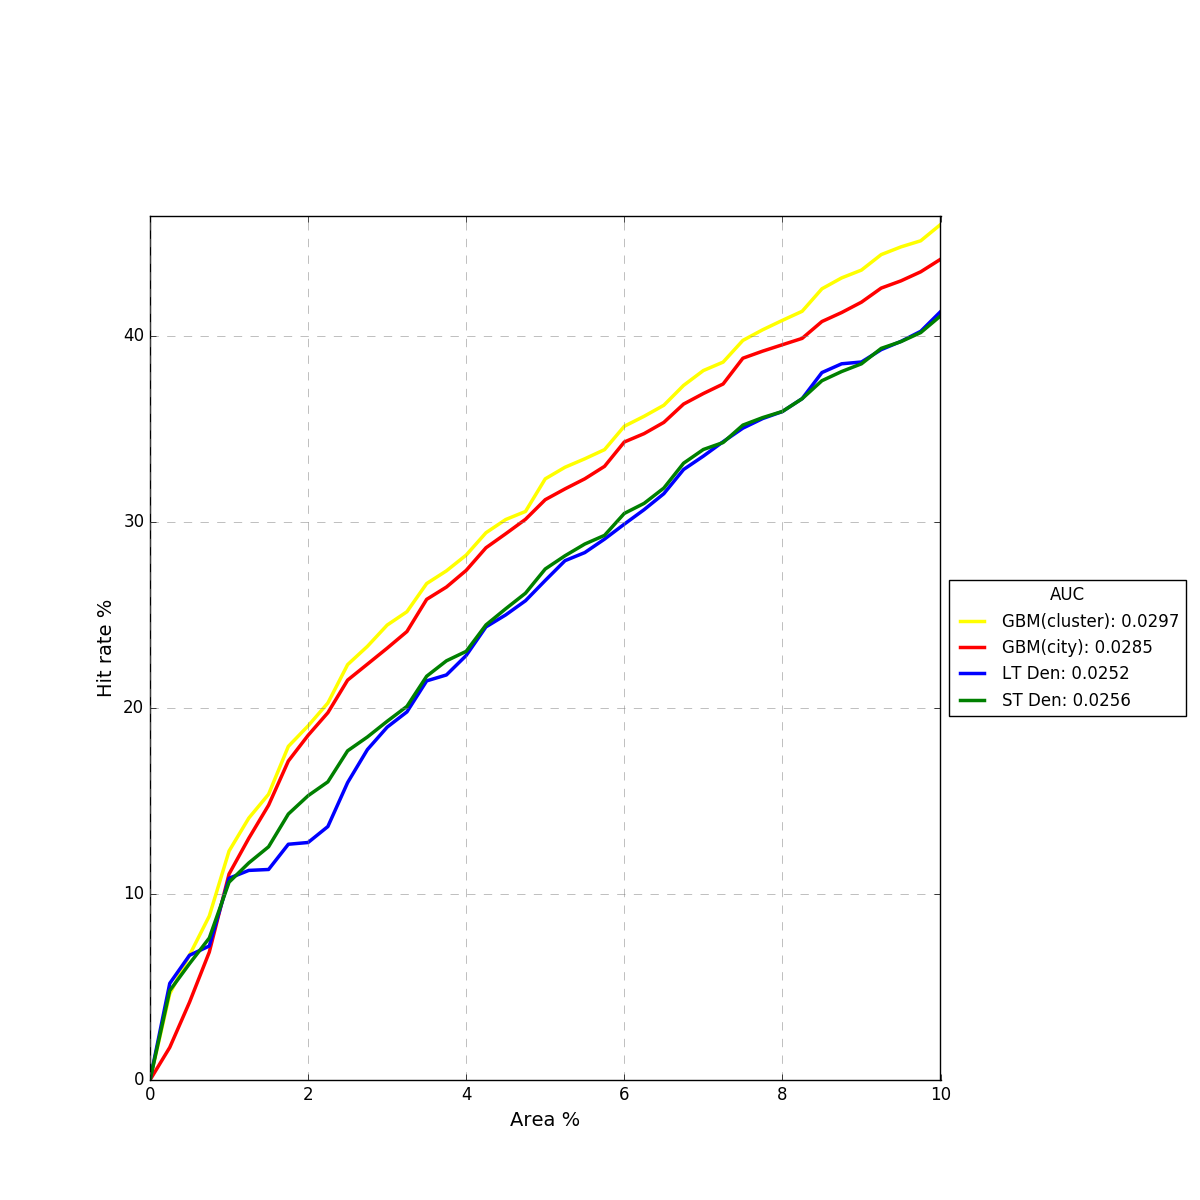 40
30
20
10
0
Hit rate %
0 2 4 6 8 10
Area %
AUC
GBM(cluster): 0.0297
GBM(city): 0.0285
LT Den: 0.0252
ST Den: 0.0256